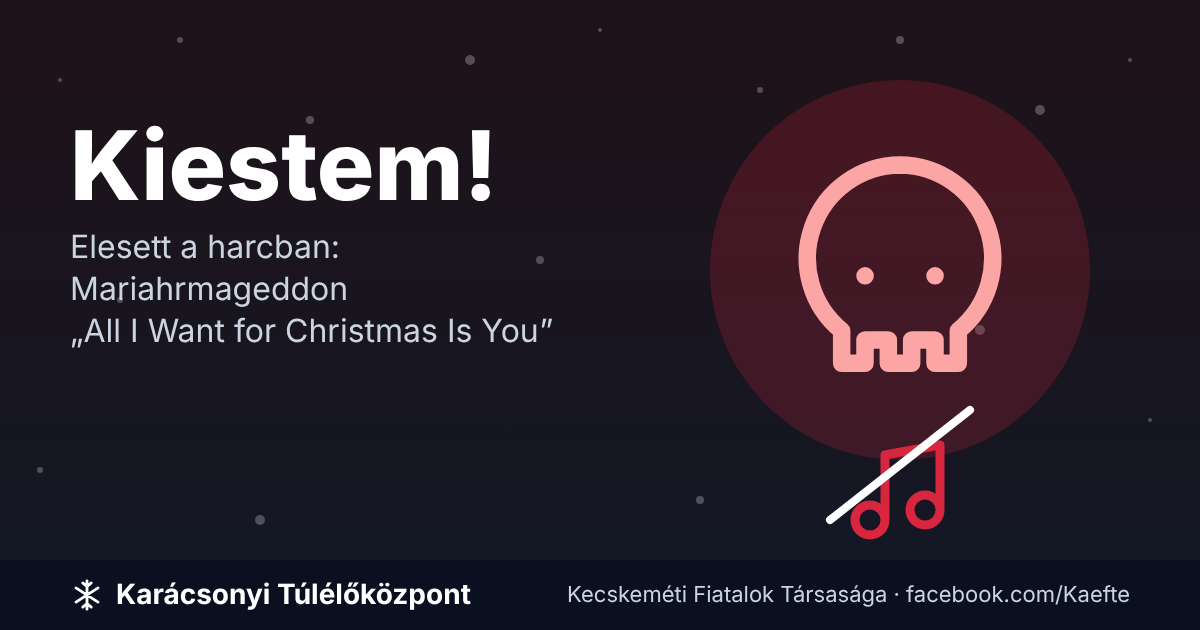 Kiestem!
Elesett a harcban:
Mariahrmageddon
„All I Want for Christmas Is You”
Karácsonyi Túlélőközpont
Kecskeméti Fiatalok Társasága · facebook.com/Kaefte